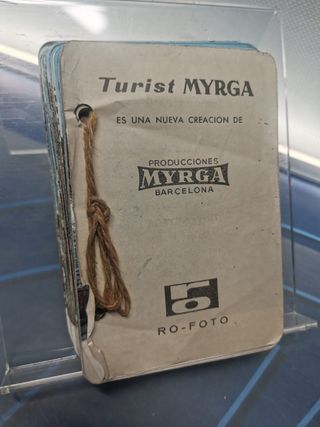 Turist MYRGA
ES UNA NUEVA CREACION DE
PRODUCCIONES
MYRGA
BARCELONA
RO-FOTO